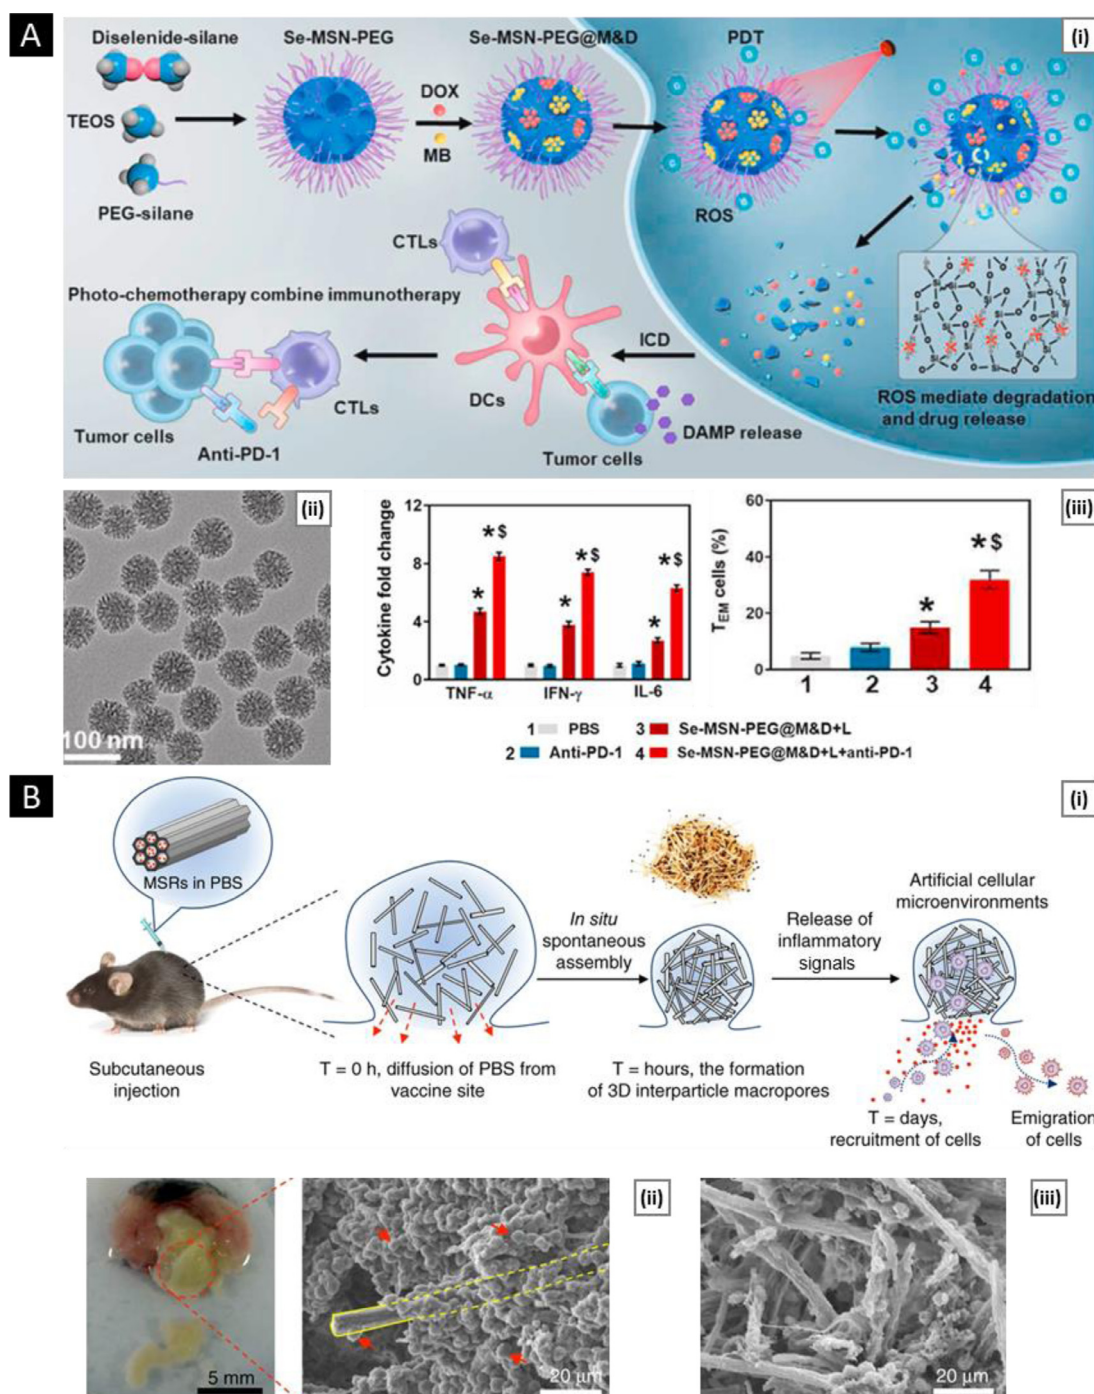 A
(i)
Diselenide-silane
Se-MSN-PEG
Se-MSN-PEG@M&D
PDT
TEOS
DOX
MB
PEG-silane
ROS
CTLs
Photo-chemotherapy combine immunotherapy
ICD
DCs
CTLs
Tumor cells
Anti-PD-1
Tumor cells
DAMP release
ROS mediate degradation
and drug release
(ii)
100 nm
(iii)
Cytokine fold change
12
8
4
0
* $
*
* $
*
* $
*
TNF-α
IFN-γ
IL-6
TEM cells (%)
60
40
20
0
*
* $
1
2
3
4
1 PBS
3 Se-MSN-PEG@M&D+L
2 Anti-PD-1
4 Se-MSN-PEG@M&D+L+anti-PD-1
B
(i)
MSRs in PBS
In situ
spontaneous
assembly
Release of
inflammatory
signals
Artificial cellular
microenvironments
Subcutaneous
injection
T = 0 h, diffusion of PBS from
vaccine site
T = hours, the formation
of 3D interparticle macropores
T = days,
recruitment of cells
Emigration
of cells
(ii)
5 mm
20 µm
(iii)
20 µm